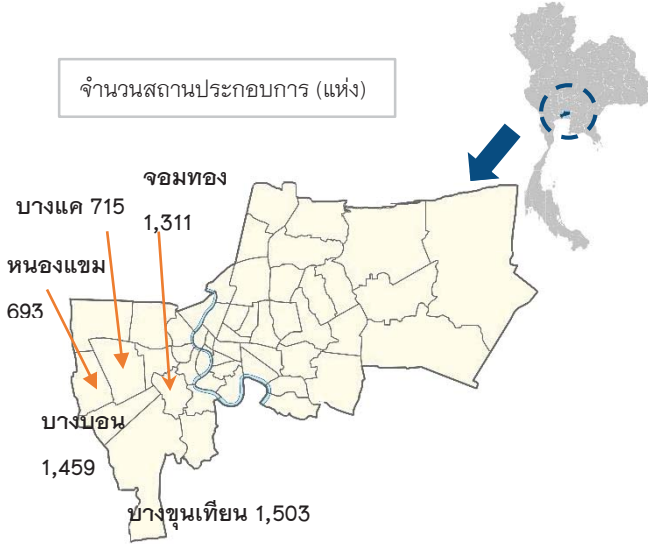 จำนวนสถานประกอบการ (แห่ง)
จอมทอง
1,311
บางแค 715
หนองแขม
693
บางบอน
1,459
บางขุนเทียน 1,503